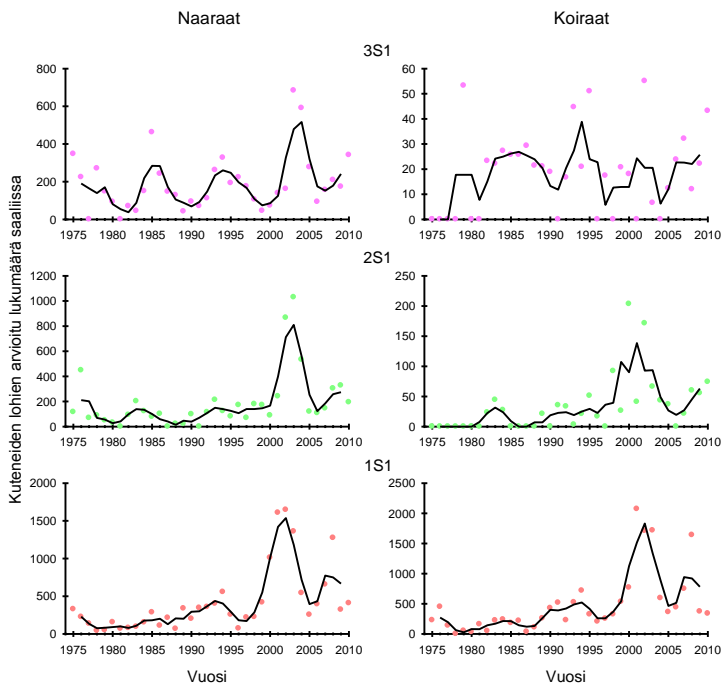 Naaraat Koiraat
3S1
Kuteneiden lohien arvioitu lukumäärä saaliissa
800 60
600 50
40
400 30
200 20
10
0 0
1975 1980 1985 1990 1995 2000 2005 2010 1975 1980 1985 1990 1995 2000 2005 2010
2S1
1200 250
1000 200
800 150
600
400 100
200 50
0 0
1975 1980 1985 1990 1995 2000 2005 2010 1975 1980 1985 1990 1995 2000 2005 2010
1S1
2000 2500
1500 2000
1000 1500
1000
500 500
0 0
1975 1980 1985 1990 1995 2000 2005 2010 1975 1980 1985 1990 1995 2000 2005 2010
Vuosi Vuosi